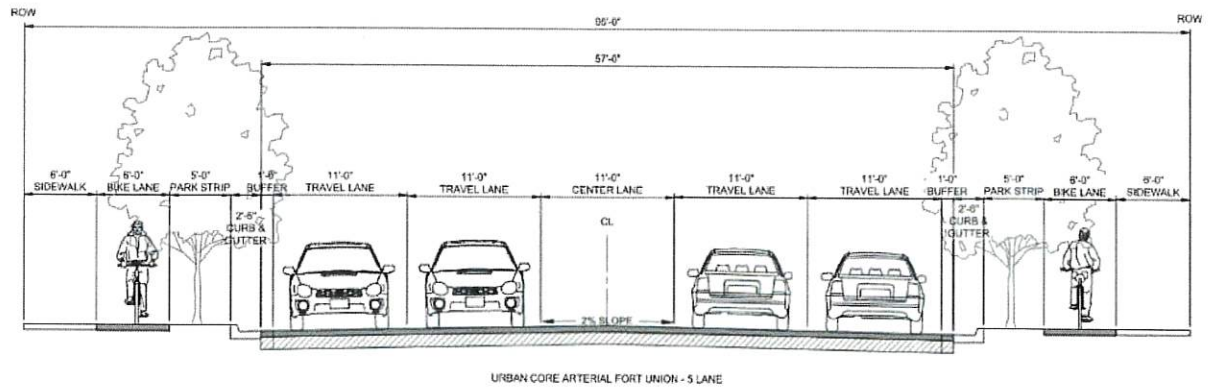 ROW
ROW
96'-0"
57'-0"
6'-0"
SIDEWALK
6'-0"
BIKE LANE
5'-0"
PARK STRIP
1'-0"
BUFFER
2'-6"
CURB &
GUTTER
11'-0"
TRAVEL LANE
11'-0"
TRAVEL LANE
11'-0"
CENTER LANE
CL
2% SLOPE
11'-0"
TRAVEL LANE
11'-0"
TRAVEL LANE
1'-0"
BUFFER
2'-6"
CURB &
GUTTER
5'-0"
PARK STRIP
6'-0"
BIKE LANE
6'-0"
SIDEWALK
URBAN CORE ARTERIAL FORT UNION - 5 LANE